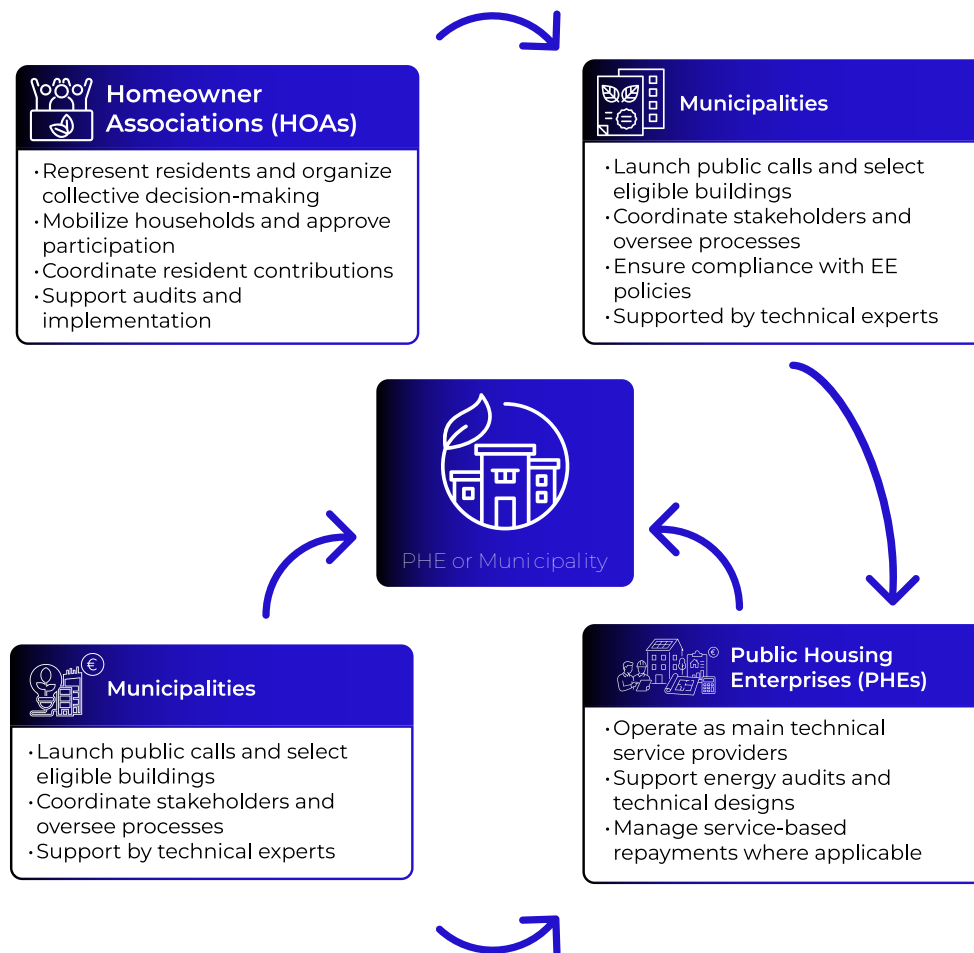 Homeowner
Associations (HOAs)
· Represent residents and organize
collective decision-making
· Mobilize households and approve
participation
· Coordinate resident contributions
· Support audits and
implementation
Municipalities
· Launch public calls and select
eligible buildings
· Coordinate stakeholders and
oversee processes
· Ensure compliance with EE
policies
· Supported by technical experts
PHE or Municipality
€
Municipalities
· Launch public calls and select
eligible buildings
· Coordinate stakeholders and
oversee processes
· Support by technical experts
€
Public Housing
Enterprises (PHEs)
· Operate as main technical
service providers
· Support energy audits and
technical designs
· Manage service-based
repayments where applicable